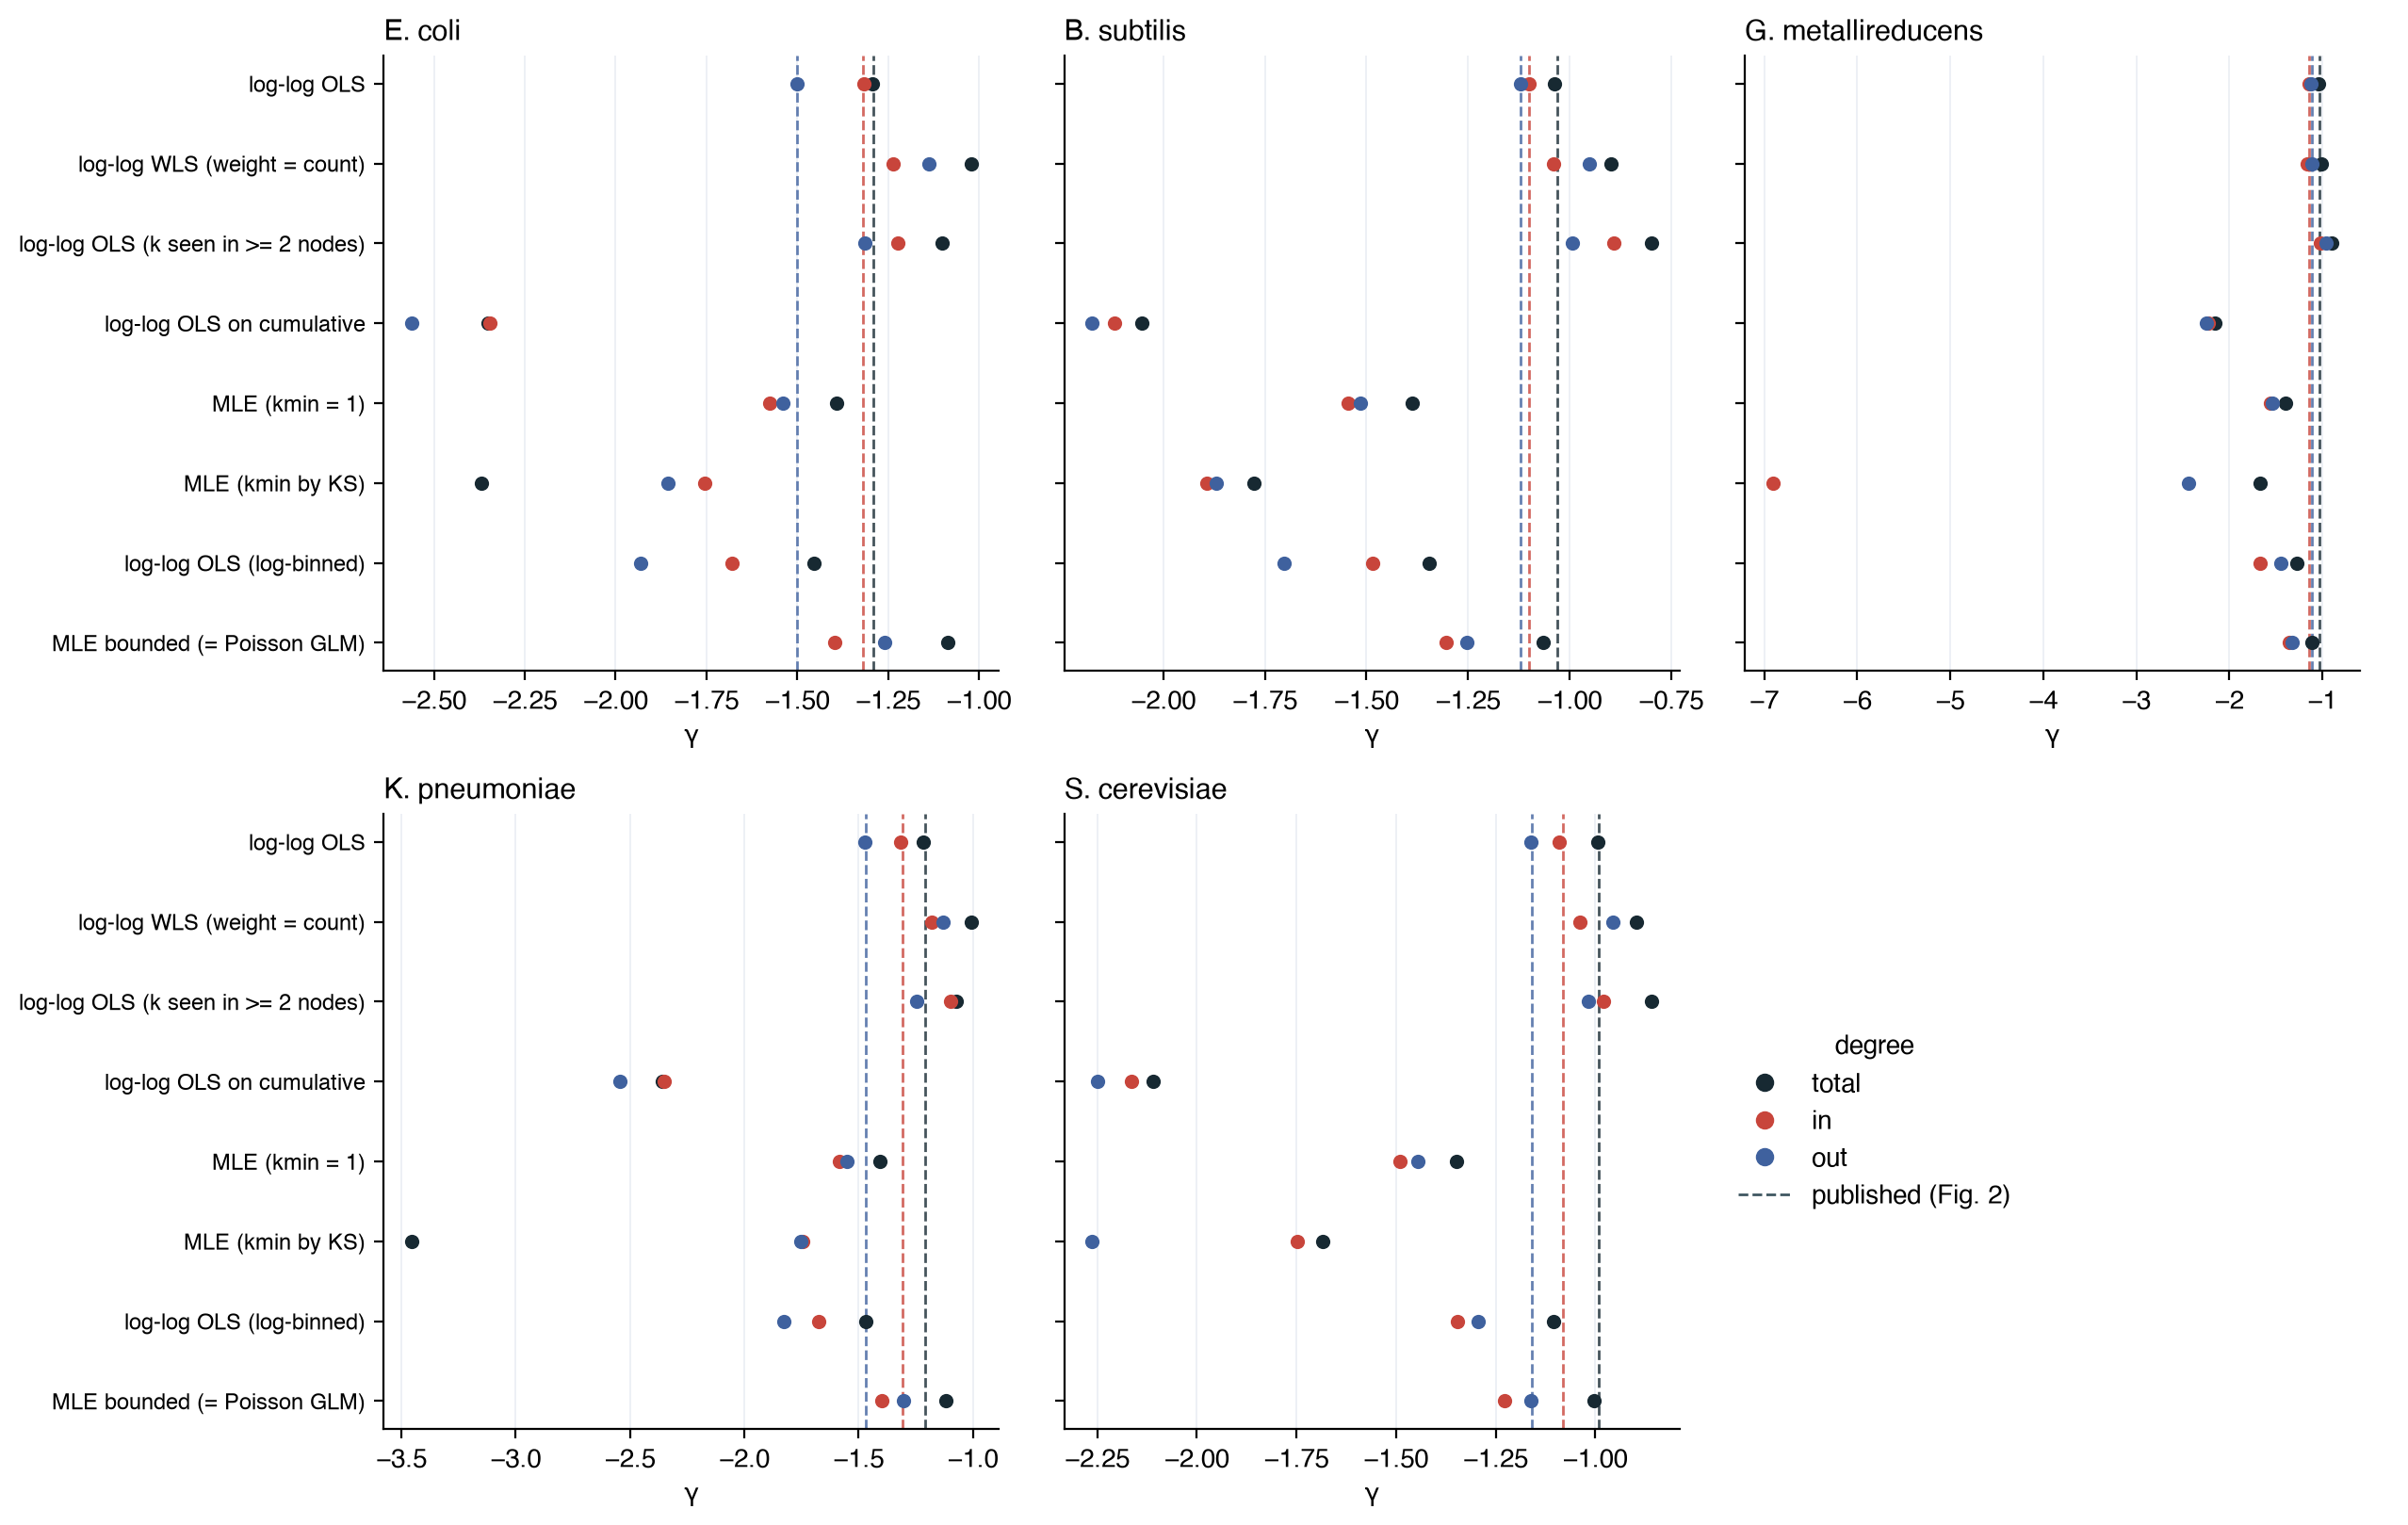 E. coli
log-log OLS
log-log WLS (weight = count)
log-log OLS (k seen in >= 2 nodes)
log-log OLS on cumulative
MLE (kmin = 1)
MLE (kmin by KS)
log-log OLS (log-binned)
MLE bounded (= Poisson GLM)
−2.50 −2.25 −2.00 −1.75 −1.50 −1.25 −1.00
γ
B. subtilis
−2.00 −1.75 −1.50 −1.25 −1.00 −0.75
γ
G. metallireducens
−7 −6 −5 −4 −3 −2 −1
γ
K. pneumoniae
log-log OLS
log-log WLS (weight = count)
log-log OLS (k seen in >= 2 nodes)
log-log OLS on cumulative
MLE (kmin = 1)
MLE (kmin by KS)
log-log OLS (log-binned)
MLE bounded (= Poisson GLM)
−3.5 −3.0 −2.5 −2.0 −1.5 −1.0
γ
S. cerevisiae
−2.25 −2.00 −1.75 −1.50 −1.25 −1.00
γ
degree
total
in
out
published (Fig. 2)